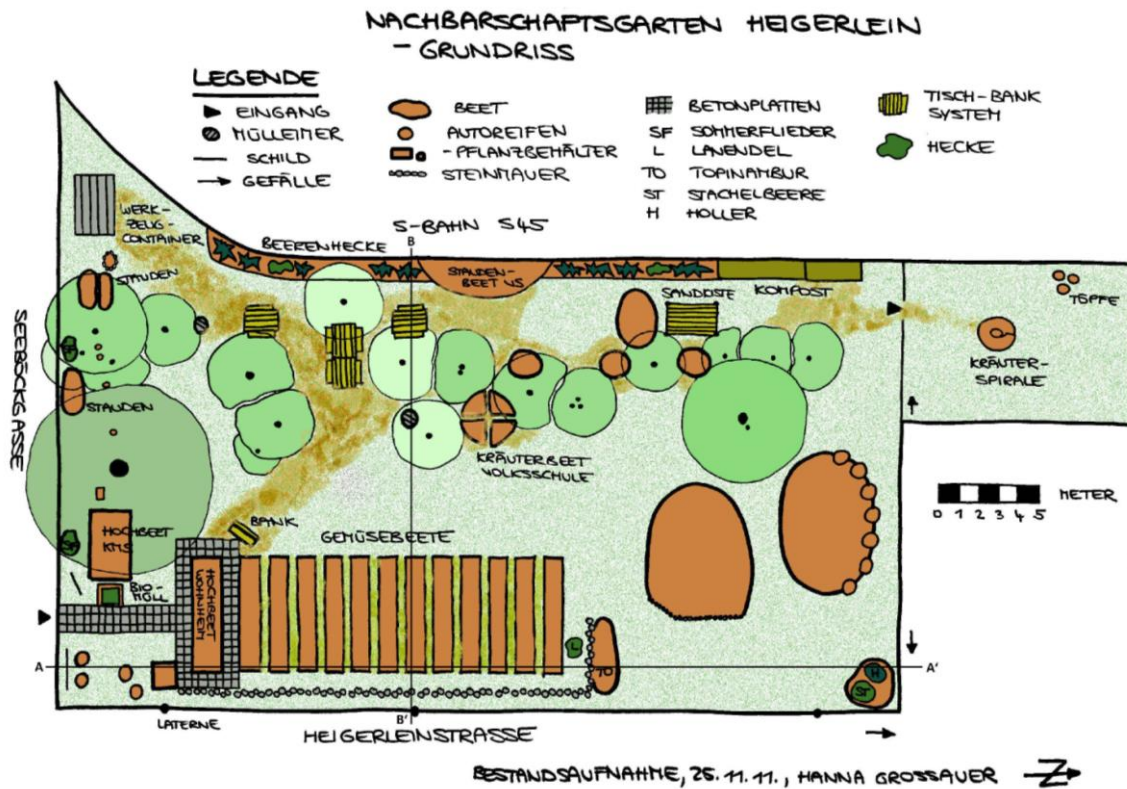 NACHBARSCHAFTSGARTEN HEIGERLEIN
- GRUNDRISS
LEGENDE
EINGANG
MÜLLEIMER
SCHILD
GEFÄLLE
BEET
AUTOREIFEN
-PFLANZBEHÄLTER
STEINMAUER
BETONPLATTEN
SF SOMMERFLIEDER
L LAVENDEL
TO TOPINAMBUR
ST STACHELBEERE
H HOLLER
TISCH-BANK
SYSTEM
HECKE
S-BAHN S45
B
WERK-
ZEUG-
CONTAINER
BEERENHECKE
STAUDEN-
BEET VS
SANDKISTE
KOMPOST
TÖPFE
KRÄUTER-
SPIRALE
STAUDEN
SEEBÖCKGASSE
STAUDEN
KRÄUTERBEET
VOLKSSCHULE
METER
0 1 2 3 4 5
BANK
GEMÜSEBEETE
HOCHBEET
KMS
BIO-
MÜLL
HOCHBEET
WOHNHEIM
L
TO
A
A'
H
ST
LATERNE
B'
HEIGERLEINSTRASSE
BESTANDSAUFNAHME, 25.11.11., HANNA GROSSAUER
Z